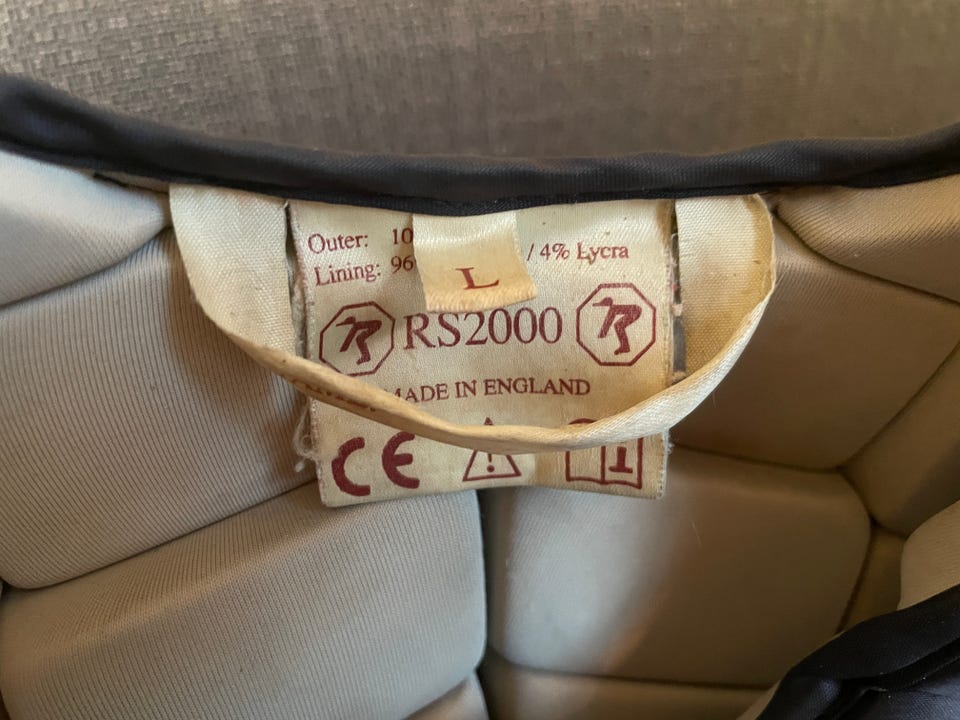 Outer: 10
Lining: 96
/ 4% Lycra
L
RS2000
MADE IN ENGLAND
CE